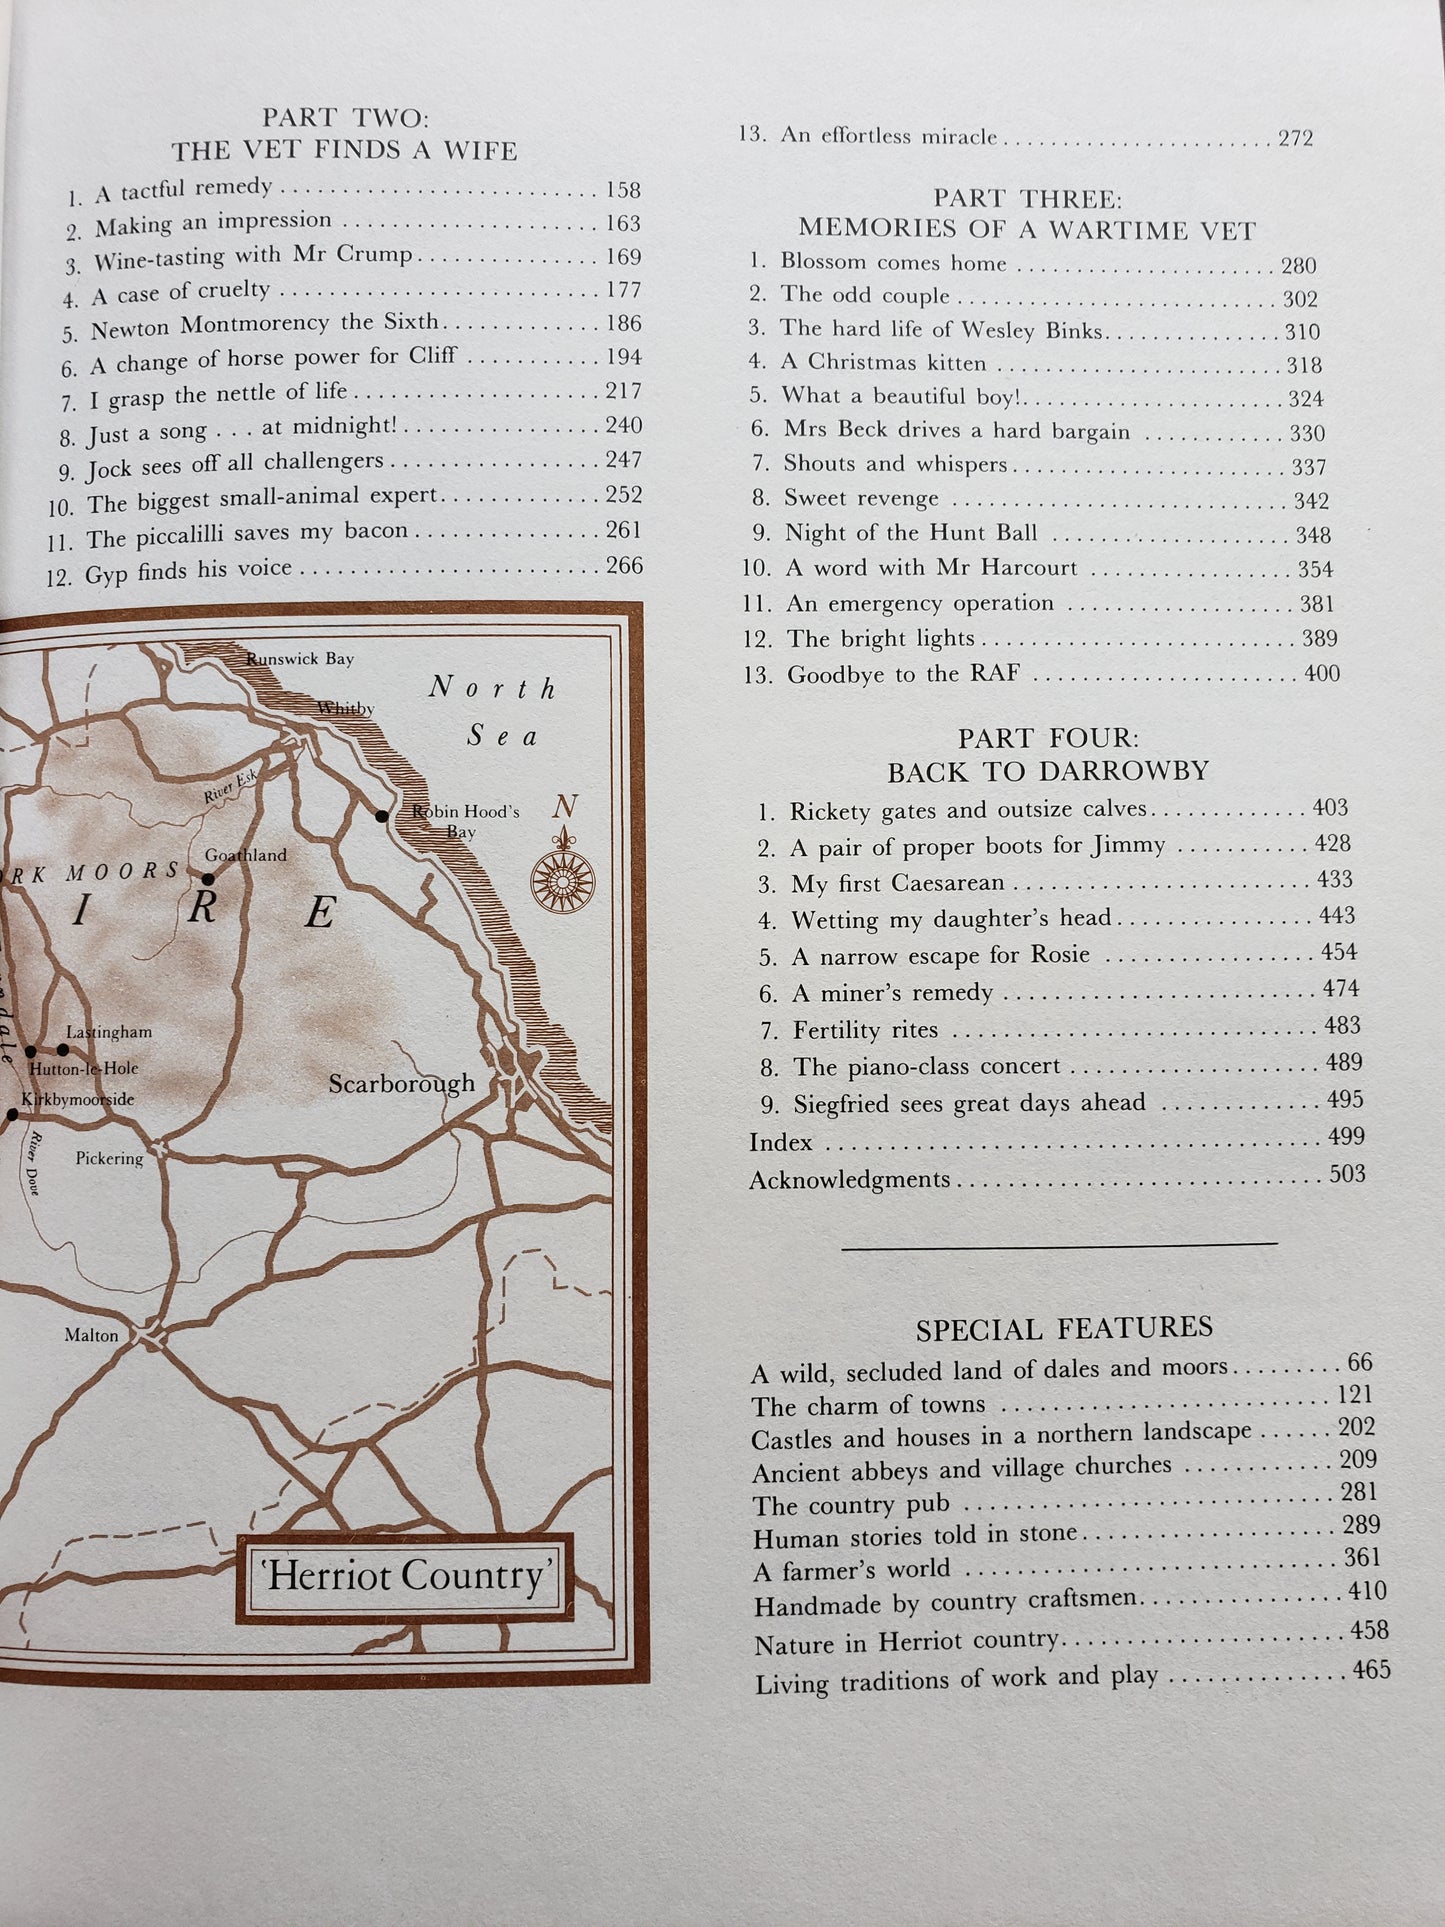 PART TWO:
THE VET FINDS A WIFE
1. A tactful remedy . . . . . . . . . . . . . . . . . . . . . . . . . . . 158
2. Making an impression . . . . . . . . . . . . . . . . . . . . . . 163
3. Wine-tasting with Mr Crump . . . . . . . . . . . . . . . . 169
4. A case of cruelty . . . . . . . . . . . . . . . . . . . . . . . . . . . 177
5. Newton Montmorency the Sixth . . . . . . . . . . . . . . 186
6. A change of horse power for Cliff . . . . . . . . . . . . 194
7. I grasp the nettle of life . . . . . . . . . . . . . . . . . . . . . 217
8. Just a song . . . at midnight! . . . . . . . . . . . . . . . . . 240
9. Jock sees off all challengers . . . . . . . . . . . . . . . . . . 247
10. The biggest small-animal expert . . . . . . . . . . . . . . 252
11. The piccalilli saves my bacon . . . . . . . . . . . . . . . . 261
12. Gyp finds his voice . . . . . . . . . . . . . . . . . . . . . . . . . 266
Runswick Bay
North
Whitby
Sea
River Esk
N
Robin Hood's
Bay
Goathland
RK MOORS
I R E
Lastingham
Hutton-le-Hole
Kirkbymoorside
Scarborough
River Dove
Pickering
Malton
'Herriot Country'
13. An effortless miracle . . . . . . . . . . . . . . . . . . . . . . . 272
PART THREE:
MEMORIES OF A WARTIME VET
1. Blossom comes home . . . . . . . . . . . . . . . . . . . . . . 280
2. The odd couple . . . . . . . . . . . . . . . . . . . . . . . . . . . 302
3. The hard life of Wesley Binks . . . . . . . . . . . . . . . 310
4. A Christmas kitten . . . . . . . . . . . . . . . . . . . . . . . . 318
5. What a beautiful boy! . . . . . . . . . . . . . . . . . . . . . . 324
6. Mrs Beck drives a hard bargain . . . . . . . . . . . . 330
7. Shouts and whispers . . . . . . . . . . . . . . . . . . . . . . . 337
8. Sweet revenge . . . . . . . . . . . . . . . . . . . . . . . . . . . . 342
9. Night of the Hunt Ball . . . . . . . . . . . . . . . . . . . . 348
10. A word with Mr Harcourt . . . . . . . . . . . . . . . . . 354
11. An emergency operation . . . . . . . . . . . . . . . . . . . 381
12. The bright lights . . . . . . . . . . . . . . . . . . . . . . . . . . 389
13. Goodbye to the RAF . . . . . . . . . . . . . . . . . . . . . . 400
PART FOUR:
BACK TO DARROWBY
1. Rickety gates and outsize calves . . . . . . . . . . . . . 403
2. A pair of proper boots for Jimmy . . . . . . . . . . . 428
3. My first Caesarean . . . . . . . . . . . . . . . . . . . . . . . . 433
4. Wetting my daughter's head . . . . . . . . . . . . . . . . 443
5. A narrow escape for Rosie . . . . . . . . . . . . . . . . . 454
6. A miner's remedy . . . . . . . . . . . . . . . . . . . . . . . . . 474
7. Fertility rites . . . . . . . . . . . . . . . . . . . . . . . . . . . . . 483
8. The piano-class concert . . . . . . . . . . . . . . . . . . . . 489
9. Siegfried sees great days ahead . . . . . . . . . . . . . 495
Index . . . . . . . . . . . . . . . . . . . . . . . . . . . . . . . . . . . . . . . . 499
Acknowledgments . . . . . . . . . . . . . . . . . . . . . . . . . . . . . . 503
SPECIAL FEATURES
A wild, secluded land of dales and moors . . . . . . . . . 66
The charm of towns . . . . . . . . . . . . . . . . . . . . . . . . . . . 121
Castles and houses in a northern landscape . . . . . . 202
Ancient abbeys and village churches . . . . . . . . . . . . 209
The country pub . . . . . . . . . . . . . . . . . . . . . . . . . . . . . . 281
Human stories told in stone . . . . . . . . . . . . . . . . . . . . . 289
A farmer's world . . . . . . . . . . . . . . . . . . . . . . . . . . . . . . 361
Handmade by country craftsmen . . . . . . . . . . . . . . . . . 410
Nature in Herriot country . . . . . . . . . . . . . . . . . . . . . . . 458
Living traditions of work and play . . . . . . . . . . . . . . . 465